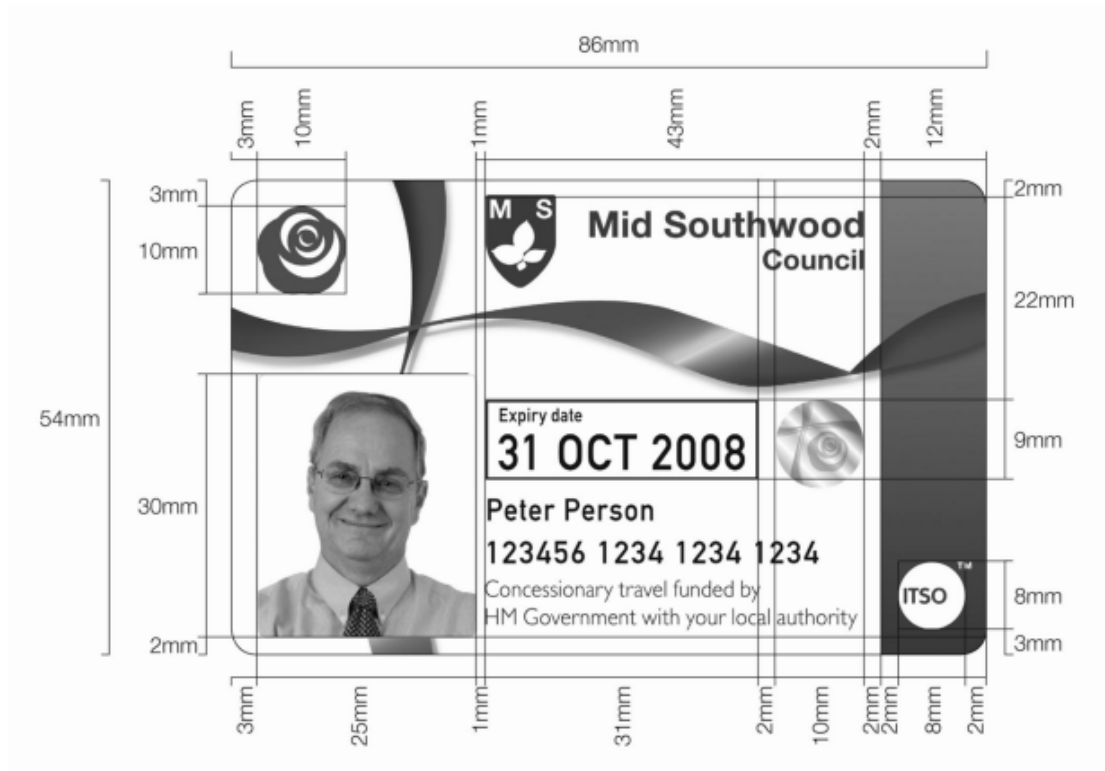 86mm
3mm
10mm
1mm
43mm
2mm
12mm
3mm
2mm
10mm
M S
Mid Southwood
Council
22mm
54mm
Expiry date
31 OCT 2008
9mm
30mm
Peter Person
123456 1234 1234 1234
Concessionary travel funded by
HM Government with your local authority
ITSO
TM
8mm
2mm
3mm
3mm
25mm
1mm
31mm
2mm
10mm
2mm
2mm
8mm
2mm